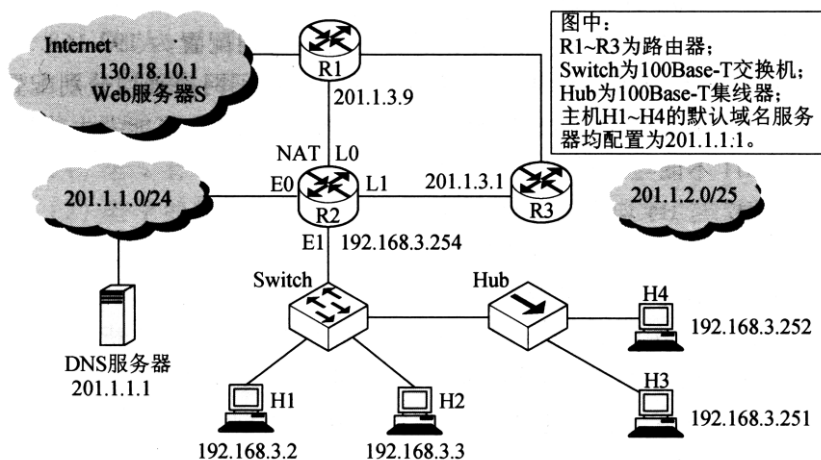 Internet
130.18.10.1
Web服务器S
R1
201.1.3.9
图中:
R1~R3为路由器;
Switch为100Base-T交换机;
Hub为100Base-T集线器;
主机H1~H4的默认域名服务
器均配置为201.1.1.1。
NAT
L0
201.1.1.0/24
E0
L1
201.1.3.1
R2
R3
201.1.2.0/25
E1
192.168.3.254
Switch
Hub
H4
192.168.3.252
DNS服务器
201.1.1.1
H1
H2
H3
192.168.3.251
192.168.3.2
192.168.3.3